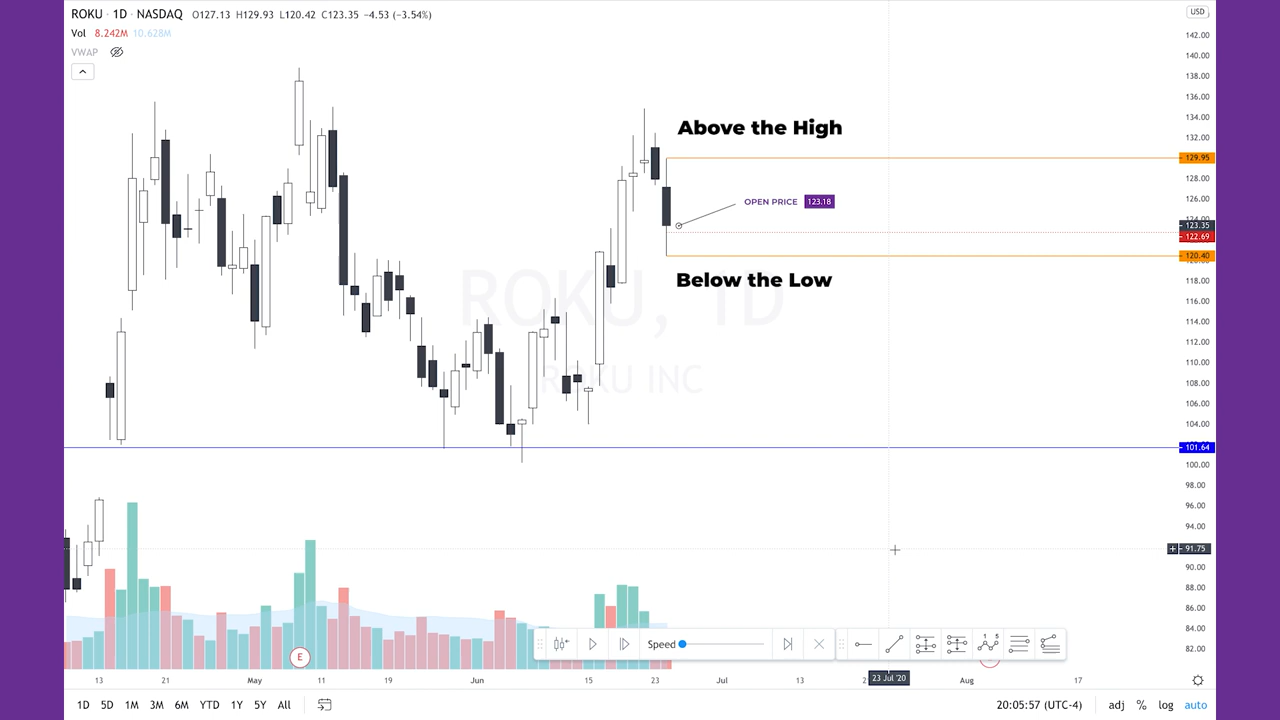 ROKU · 1D · NASDAQ O127.13 H129.93 L120.42 C123.35 −4.53 (−3.54%)
USD
Vol 8.242M 10.628M
VWAP
142.00
140.00
138.00
136.00
134.00
Above the High
132.00
129.95
128.00
126.00
OPEN PRICE 123.18
124.00
123.35
122.69
120.40
Below the Low
118.00
ROKU, 1D
116.00
114.00
112.00
110.00
ROKU INC
108.00
106.00
104.00
101.64
100.00
98.00
96.00
94.00
91.75
90.00
88.00
86.00
84.00
Speed
1 5
E
82.00
13 21 May 11 19 Jun 15 23 Jul 13 23 Jul '20 Aug 17
1D 5D 1M 3M 6M YTD 1Y 5Y All 20:05:57 (UTC-4) adj % log auto